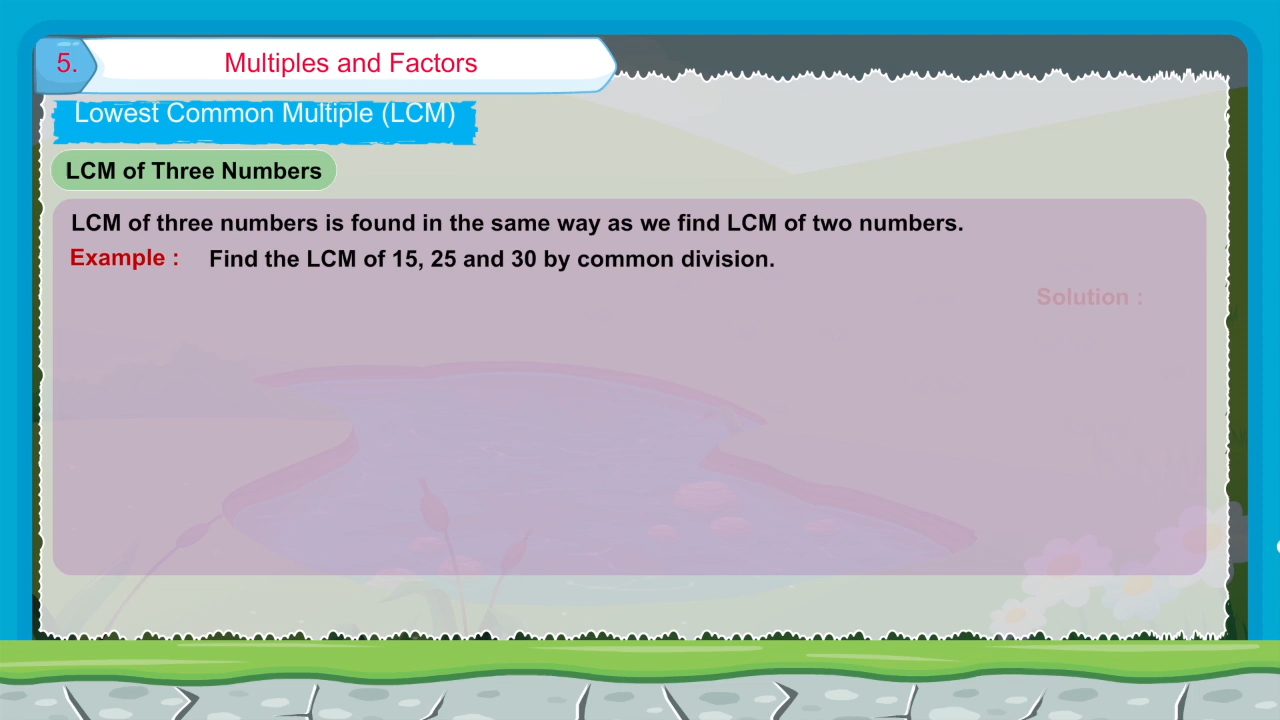 5. Multiples and Factors
Lowest Common Multiple (LCM)
LCM of Three Numbers
LCM of three numbers is found in the same way as we find LCM of two numbers.
Example : Find the LCM of 15, 25 and 30 by common division.
Solution :